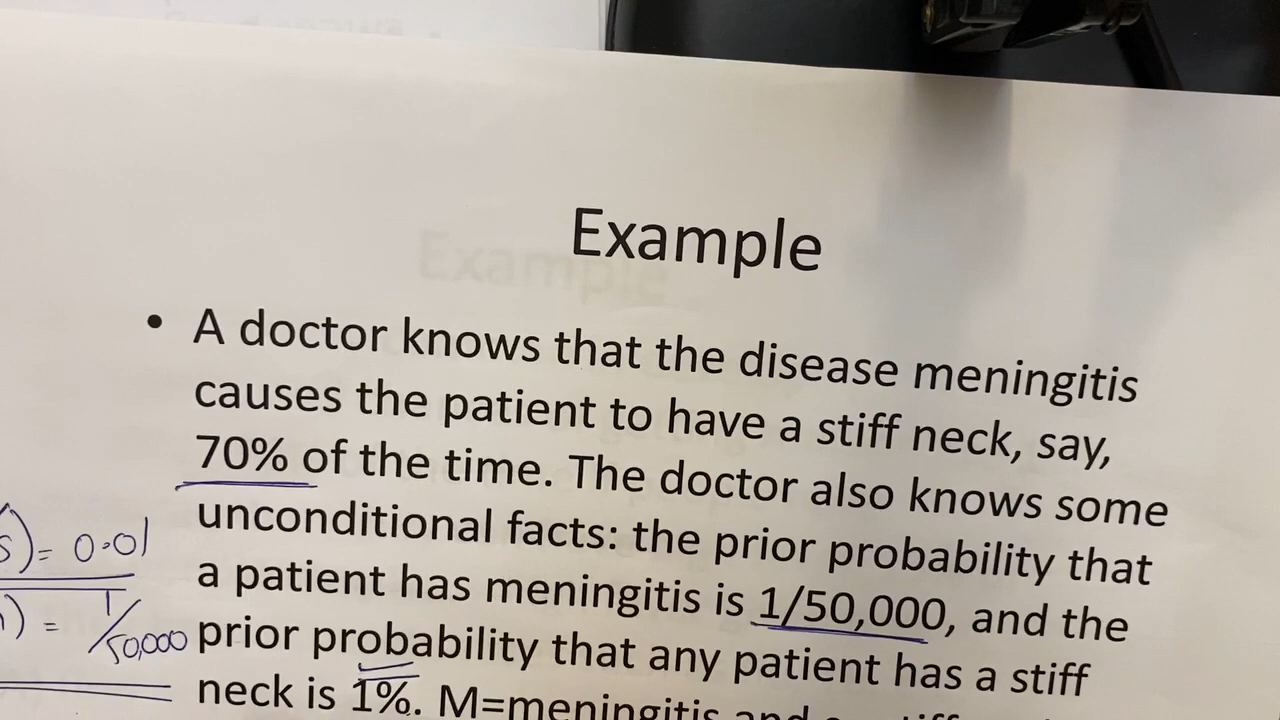 Example
• A doctor knows that the disease meningitis
causes the patient to have a stiff neck, say,
70% of the time. The doctor also knows some
unconditional facts: the prior probability that
a patient has meningitis is 1/50,000, and the
prior probability that any patient has a stiff
neck is 1%. M=meningitis and
s) = 0.01
) = 1/50,000